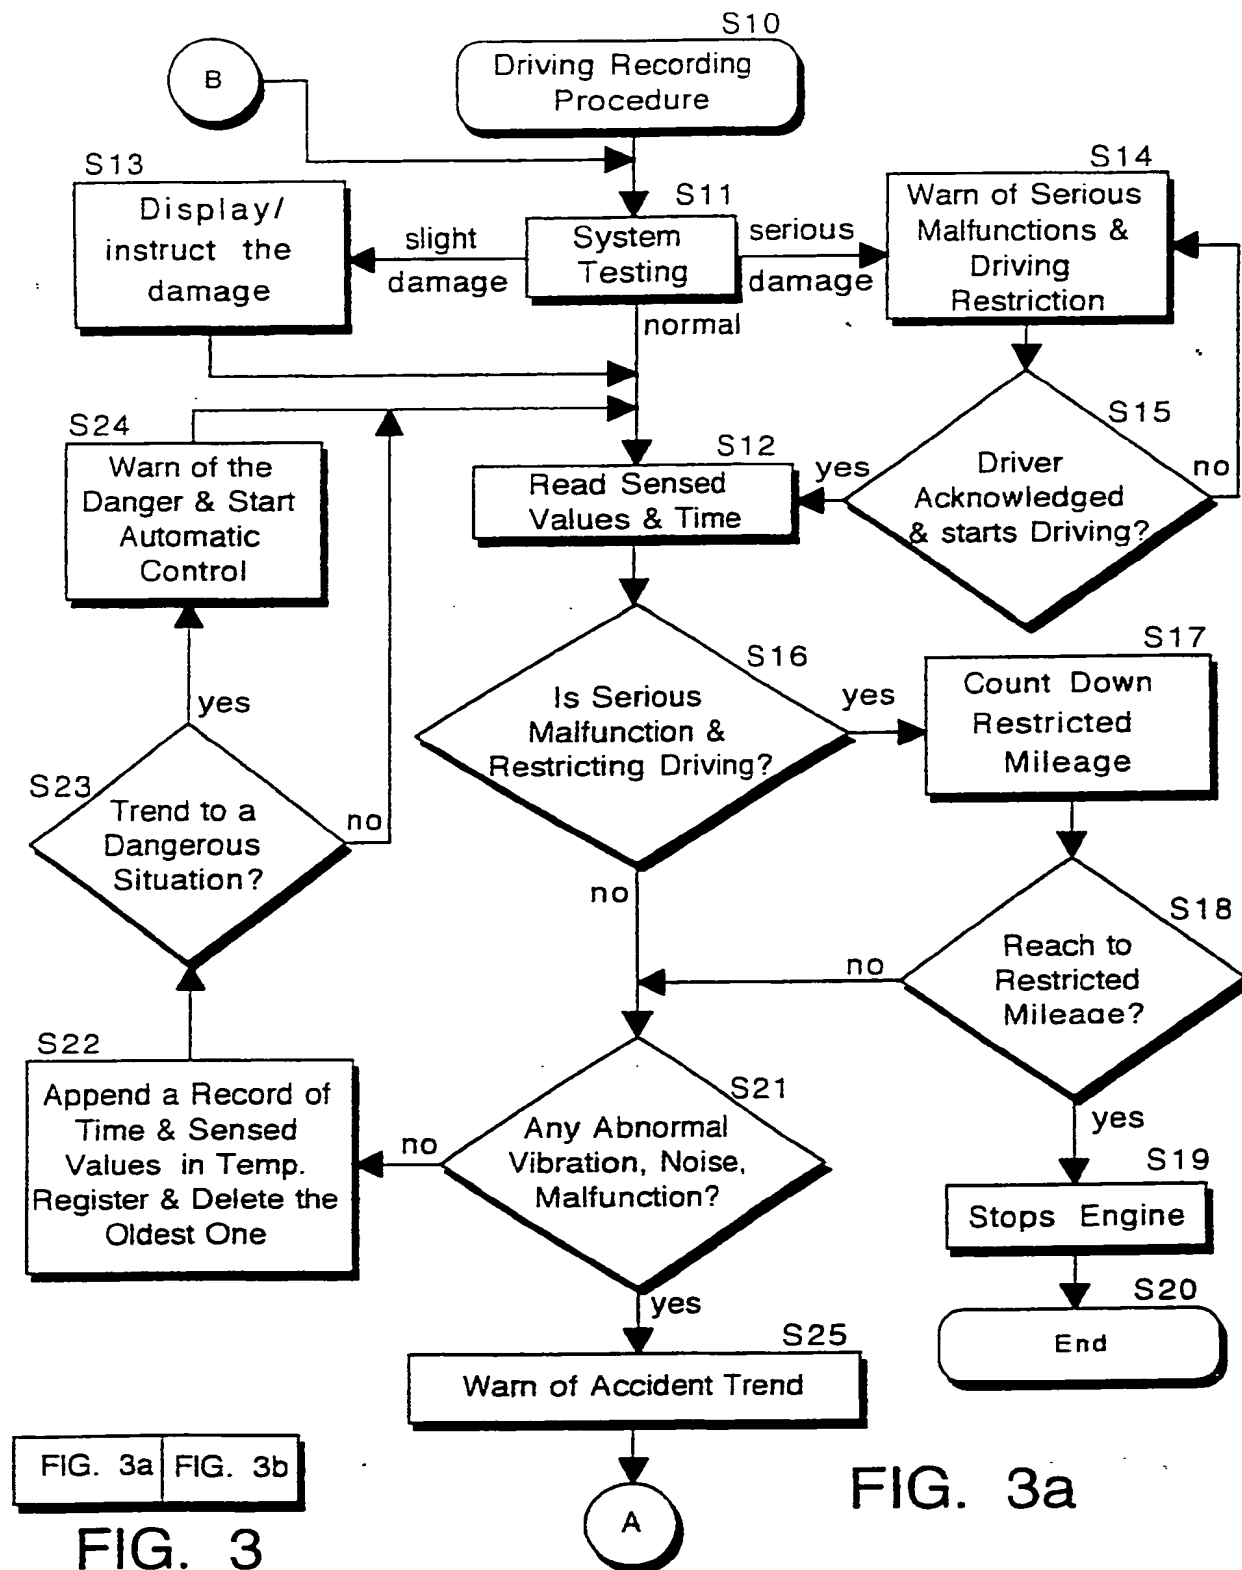 S10
B
Driving Recording
Procedure
S13
Display/
instruct the
damage
slight
damage
S11
System
Testing
serious
damage
normal
S14
Warn of Serious
Malfunctions &
Driving
Restriction
S15
Driver
Acknowledged
& starts Driving?
yes
no
S24
Warn of the
Danger & Start
Automatic
Control
S12
Read Sensed
Values & Time
yes
S16
Is Serious
Malfunction &
Restricting Driving?
yes
no
S17
Count Down
Restricted
Mileage
S23
Trend to a
Dangerous
Situation?
no
S18
Reach to
Restricted
Mileage?
no
yes
S22
Append a Record of
Time & Sensed
Values in Temp.
Register & Delete the
Oldest One
no
S21
Any Abnormal
Vibration, Noise,
Malfunction?
yes
S19
Stops Engine
S20
End
S25
Warn of Accident Trend
A
FIG. 3a FIG. 3b
FIG. 3
FIG. 3a